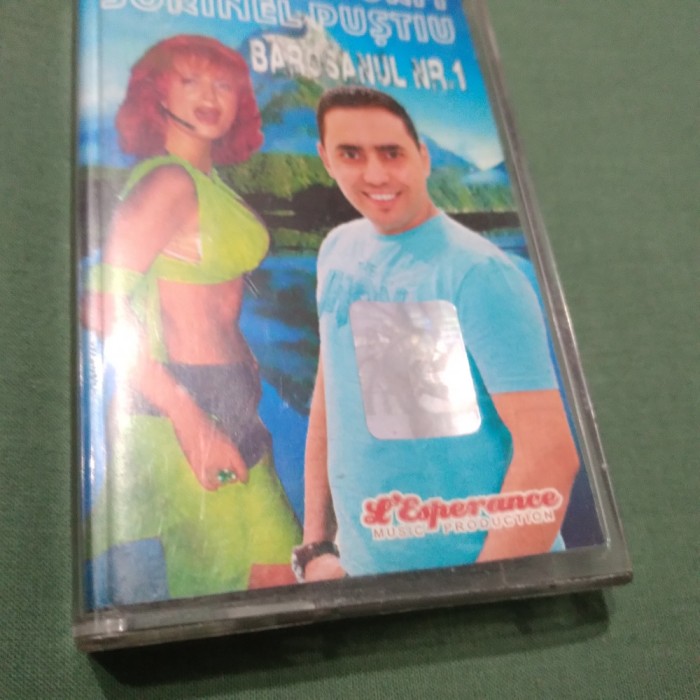 SORINEL PUȘTIU
BAROSANUL NR.1
L'Esperance
MUSIC PRODUCTION